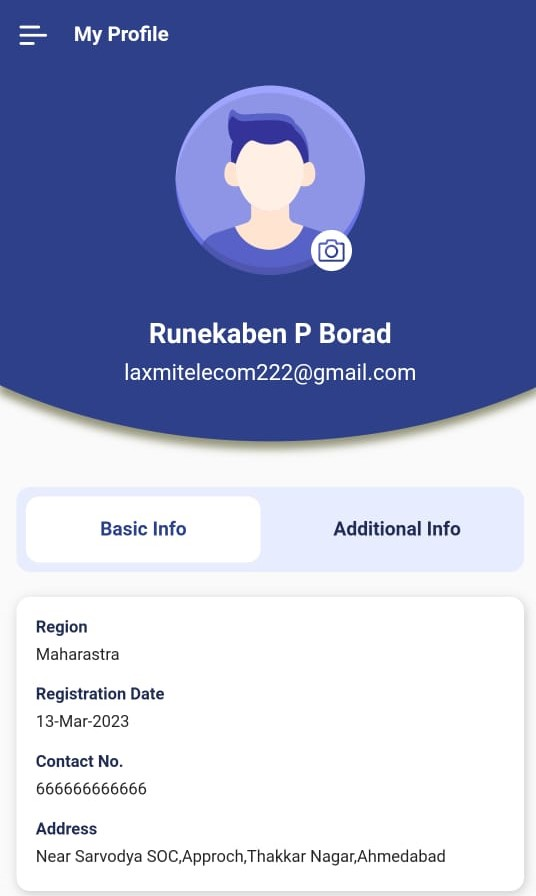 My Profile
Runekaben P Borad
laxmitelecom222@gmail.com
Basic Info
Additional Info
Region
Maharastra
Registration Date
13-Mar-2023
Contact No.
666666666666
Address
Near Sarvodya SOC,Approch,Thakkar Nagar,Ahmedabad